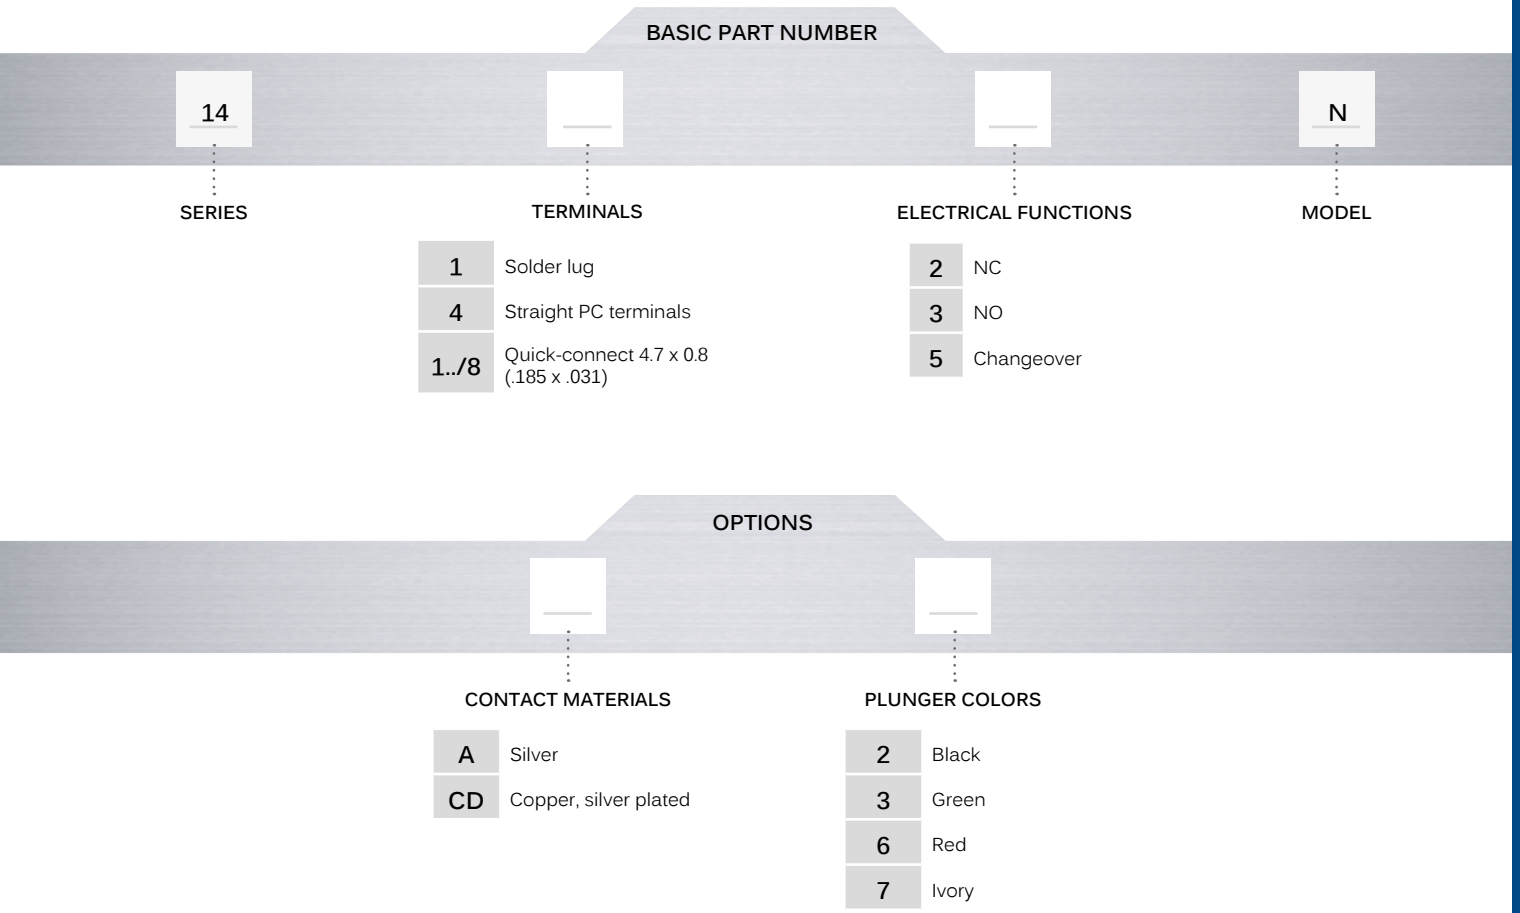 BASIC PART NUMBER
14
N
SERIES
TERMINALS
ELECTRICAL FUNCTIONS
MODEL
1 Solder lug
4 Straight PC terminals
1../8 Quick-connect 4.7 x 0.8
(.185 x .031)
2 NC
3 NO
5 Changeover
OPTIONS
CONTACT MATERIALS
PLUNGER COLORS
A Silver
CD Copper, silver plated
2 Black
3 Green
6 Red
7 Ivory